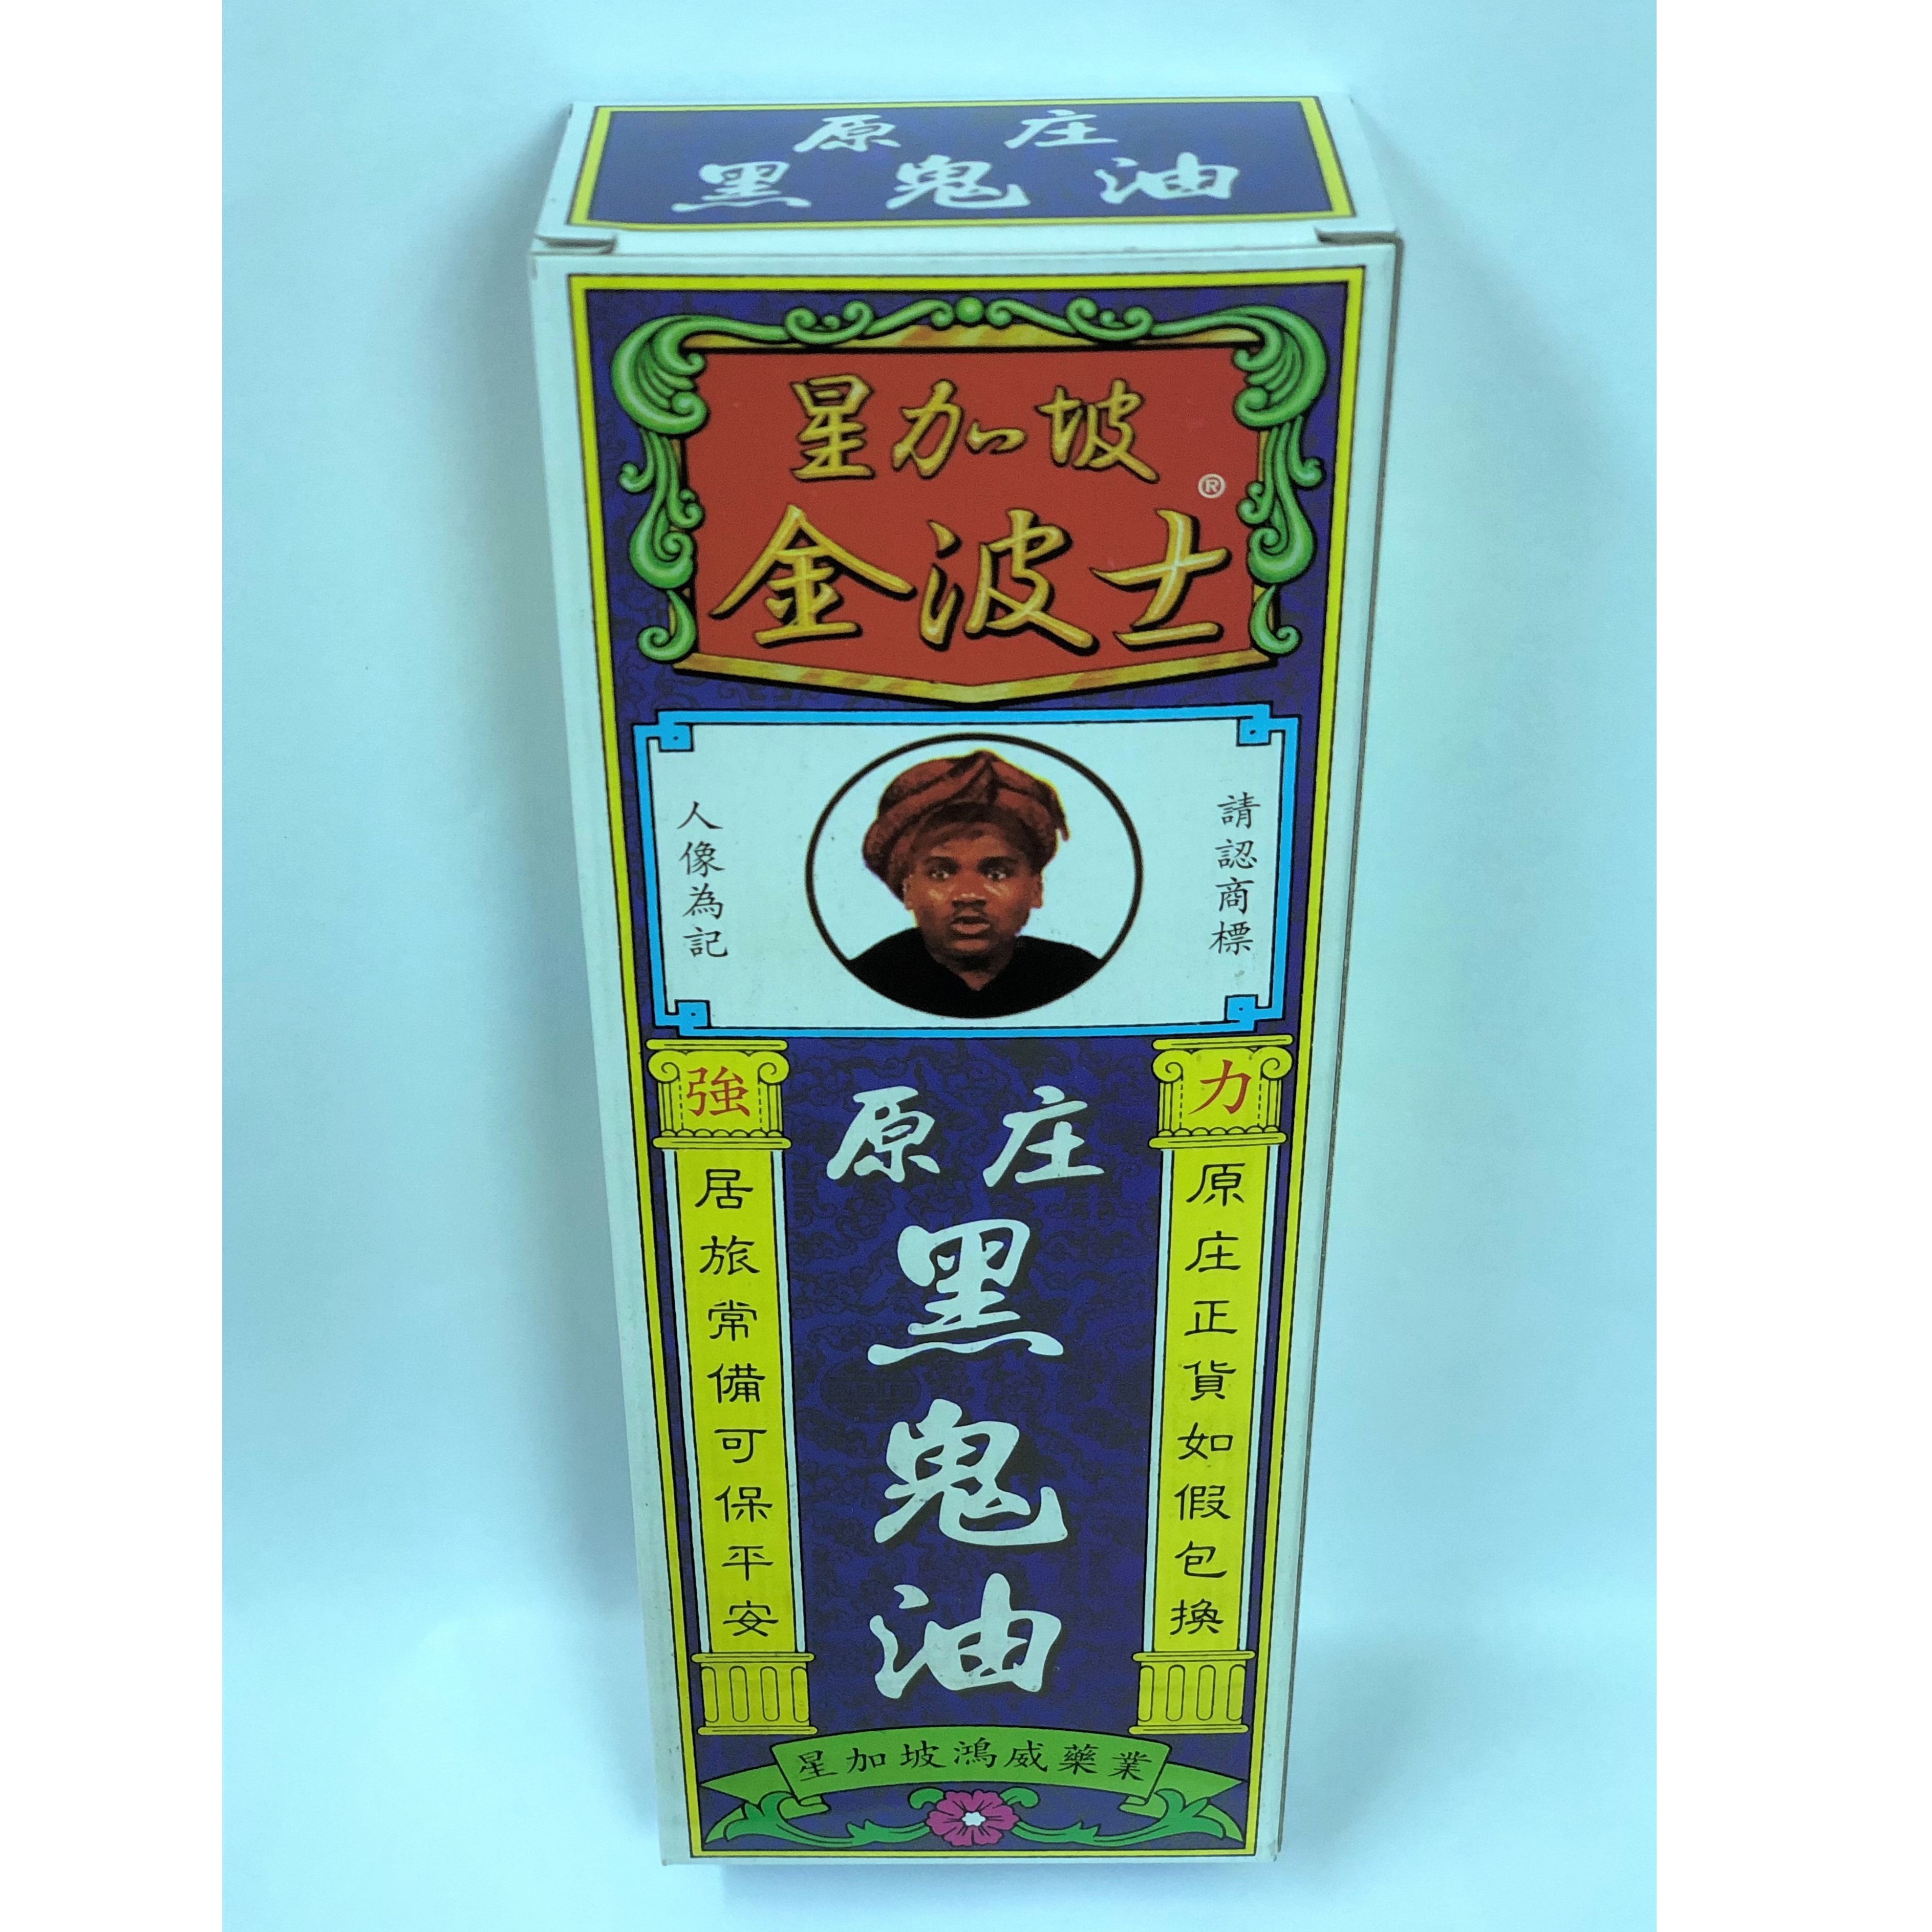 原庄
黑鬼油
星加坡
金波士®
請認商標
人像為記
強力
原庄正貨如假包換
居旅常備可保平安
原庄
黑鬼油
星加坡鴻威藥業